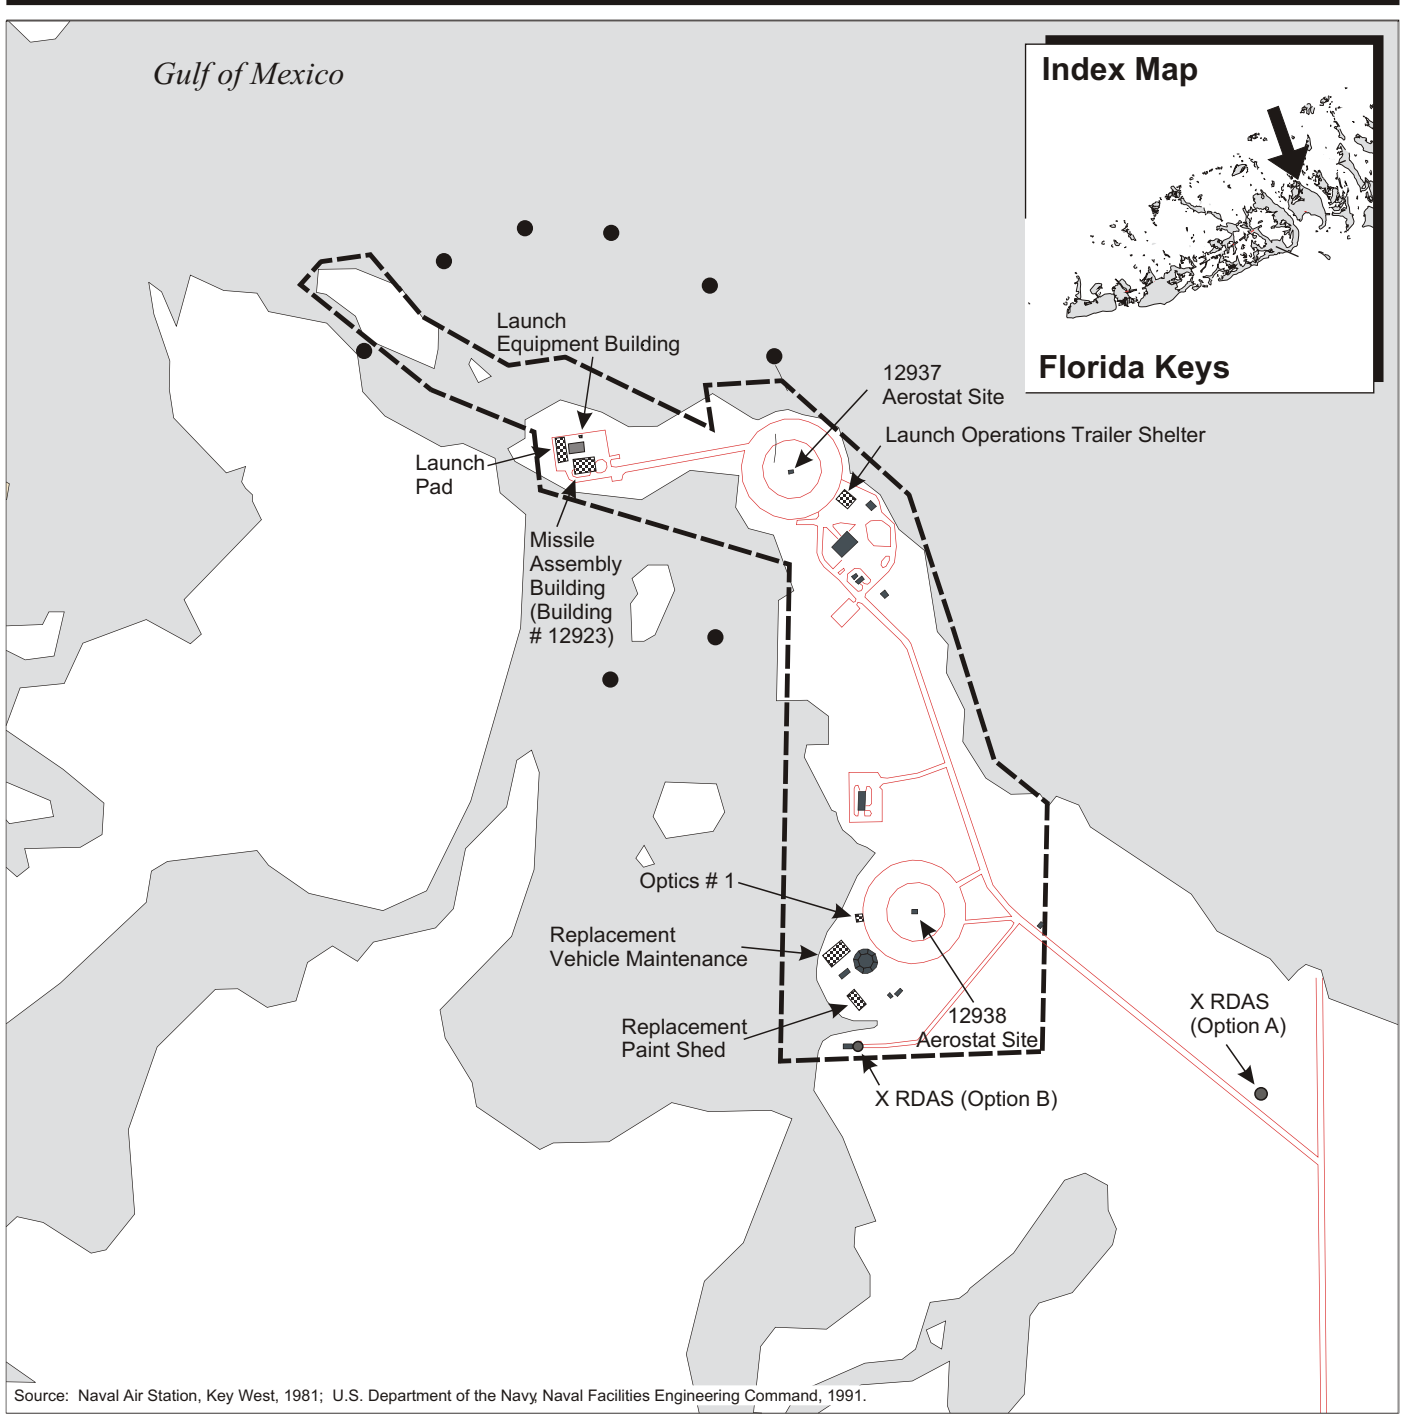 Gulf of Mexico
Index Map
Florida Keys
Launch
Equipment Building
12937
Aerostat Site
Launch Operations Trailer Shelter
Launch
Pad
Missile
Assembly
Building
(Building
# 12923)
Optics # 1
Replacement
Vehicle Maintenance
Replacement
Paint Shed
12938
Aerostat Site
X RDAS
(Option A)
X RDAS (Option B)
Source: Naval Air Station, Key West, 1981; U.S. Department of the Navy, Naval Facilities Engineering Command, 1991.